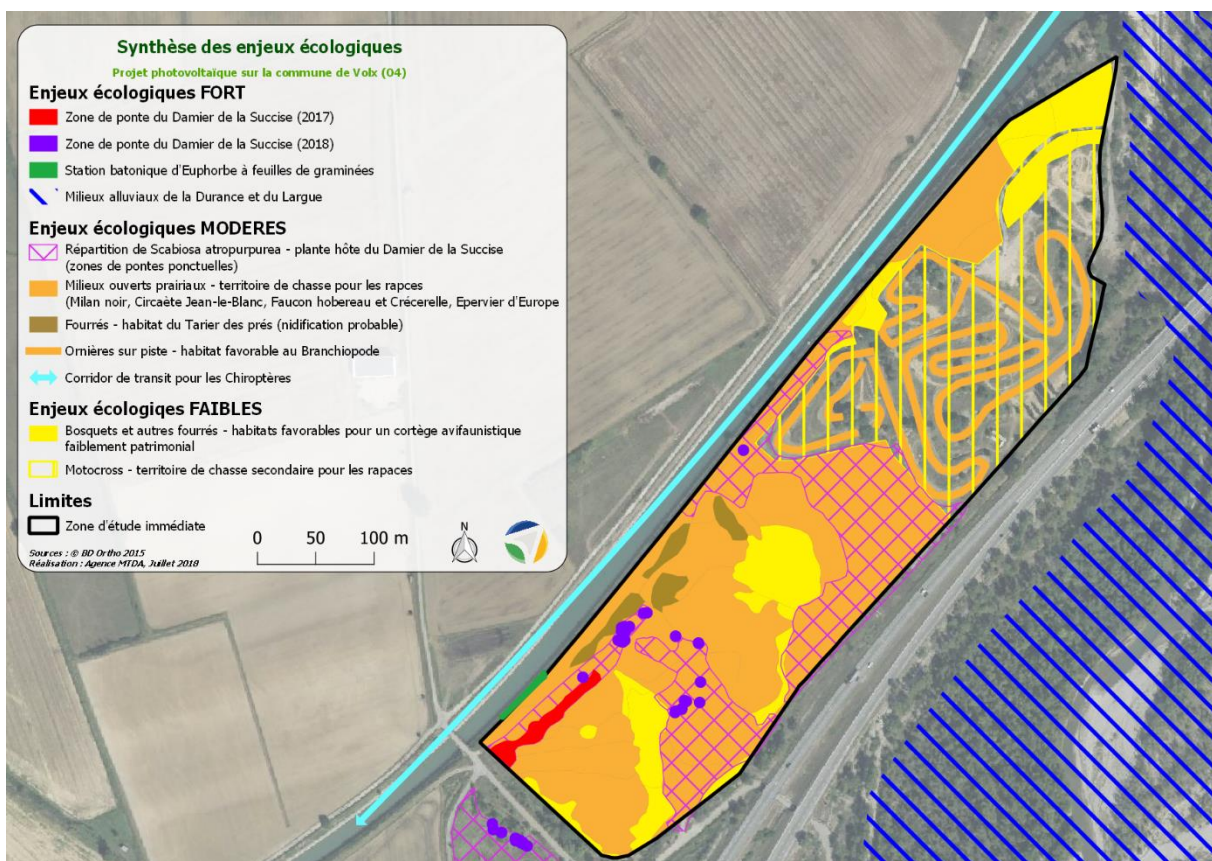 Synthèse des enjeux écologiques
Projet photovoltaïque sur la commune de Volx (04)
Enjeux écologiques FORT
Zone de ponte du Damier de la Succise (2017)
Zone de ponte du Damier de la Succise (2018)
Station batonique d'Euphorbe à feuilles de graminées
Milieux alluviaux de la Durance et du Largue
Enjeux écologiques MODERES
Répartition de Scabiosa atropurpurea - plante hôte du Damier de la Succise
(zones de pontes ponctuelles)
Milieux ouverts prairiaux - territoire de chasse pour les rapces
(Milan noir, Circaète Jean-le-Blanc, Faucon hobereau et Crécerelle, Epervier d'Europe
Fourrés - habitat du Tarier des prés (nidification probable)
Ornières sur piste - habitat favorable au Branchiopode
Corridor de transit pour les Chiroptères
Enjeux écologiqes FAIBLES
Bosquets et autres fourrés - habitats favorables pour un cortège avifaunistique
faiblement patrimonial
Motocross - territoire de chasse secondaire pour les rapaces
Limites
Zone d'étude immédiate
0 50 100 m
N
Sources : © BD Ortho 2015
Réalisation : Agence MTDA, Juillet 2018